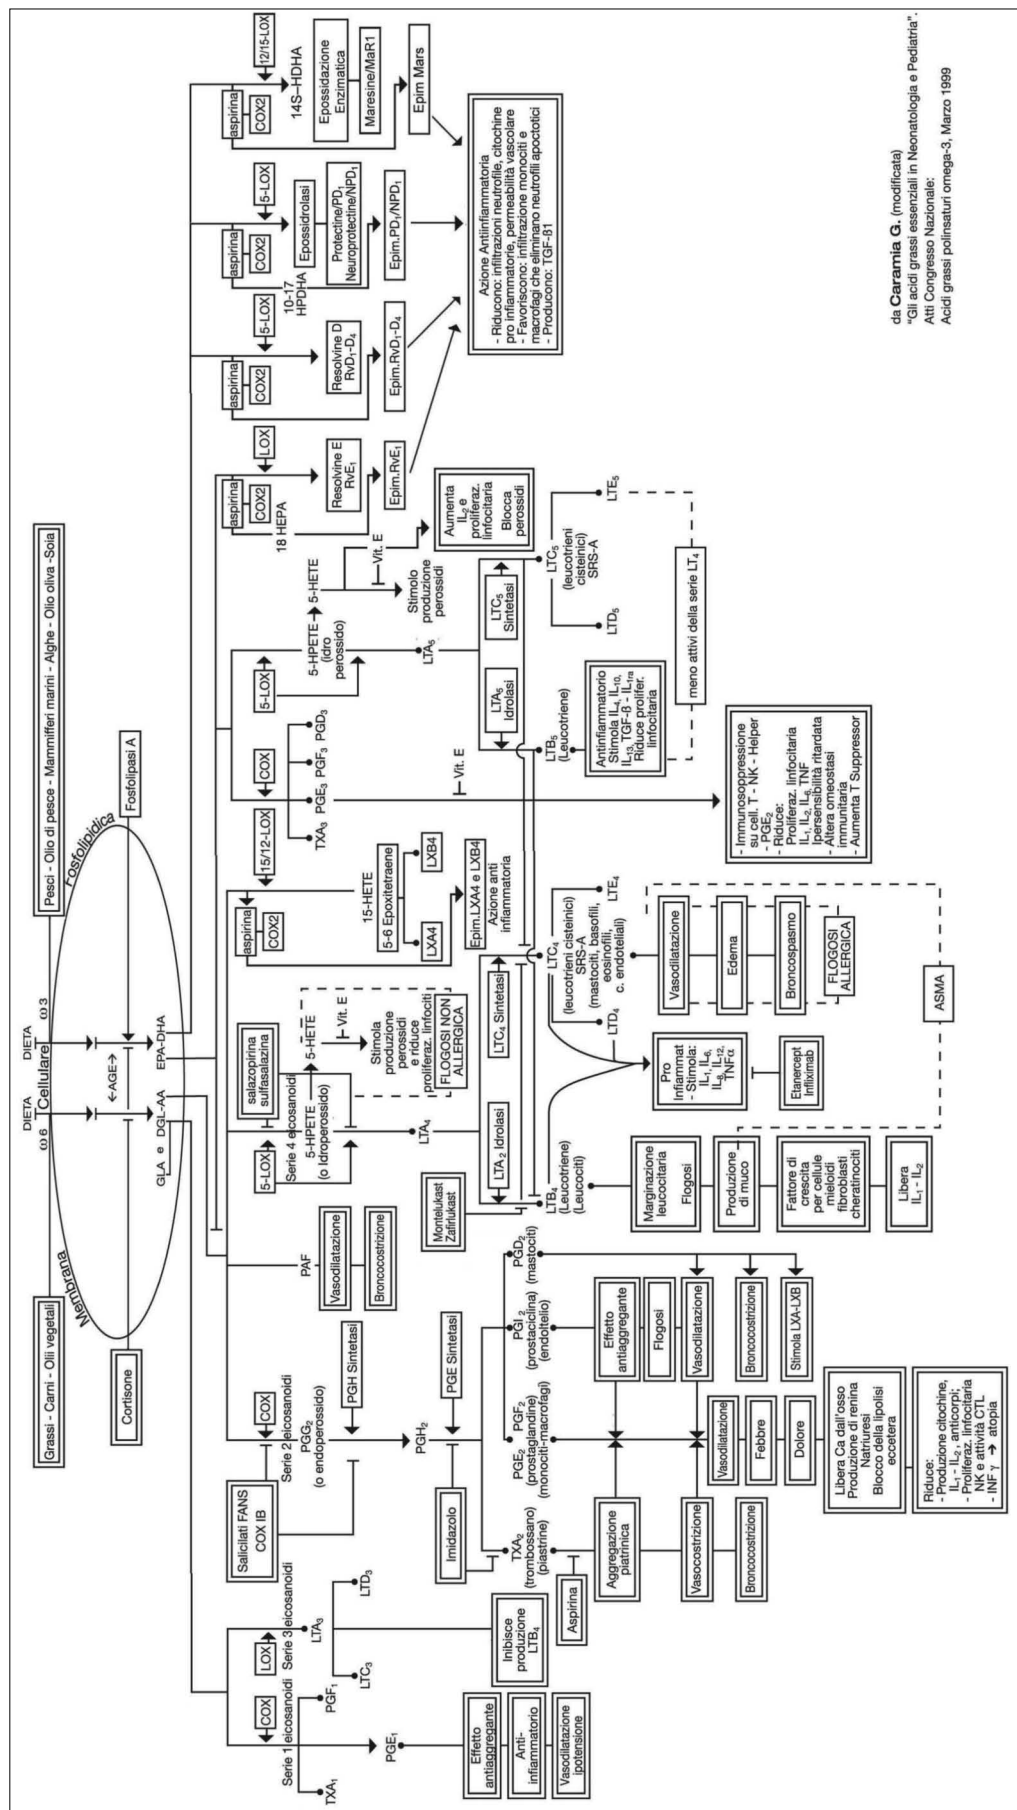 DIETA
ω6
DIETA
ω3
Grassi - Carni - Olii vegetali
Pesci - Olio di pesce - Mammiferi marini - Alghe - Olio oliva -Soia
Membrana
Cellulare
Fosfolipidica
←AGE→
Cortisone
Fosfolipasi A
GLA e DGL-AA
EPA-DHA
COX
Serie 1 eicosanoidi
TXA₁
PGF₁
PGE₁
Effetto
antiaggregante
Anti-
infiammatorio
Vasodilatazione
ipotensione
LOX
Serie 3 eicosanoidi
LTA₃
LTC₃
LTD₃
Inibisce
produzione
LTB₄
Salicilati FANS
COX IB
COX
Serie 2 eicosanoidi
PGG₂
(o endoperossido)
PGH Sintetasi
PGH₂
PGE Sintetasi
Imidazolo
TXA₂
(trombossano)
(piastrine)
Aspirina
PGE₂
PGF₂
(prostaglandine)
(monociti-macrofagi)
PGI₂
(prostaciclina)
(endoltelio)
PGD₂
(mastociti)
Aggregazione
piatrinica
Vasocostrizione
Broncocostrizione
Effetto
antiaggregante
Flogosi
Vasodilatazione
Broncocostrizione
Stimola LXA-LXB
Vasodilatazione
Febbre
Dolore
Libera Ca dall'osso
Produzione di renina
Natriuresi
Blocco della lipolisi
eccetera
Riduce:
- Produzione citochine,
IL₁ - IL₂ , anticorpi;
- Proliferaz. linfocitaria
NK e attività CTL
- INF γ → atopia
PAF
Vasodilatazione
Broncocostrizione
salazopirina
sulfasalazina
5-LOX
Serie 4 eicosanoidi
5-HPETE
(o Idroperossido)
5-HETE
Vit. E
Stimola
produzione
perossidi
e riduce
proliferaz. linfociti
FLOGOSI NON
ALLERGICA
LTA₄
Montelukast
Zafirlukast
LTA₂ Idrolasi
LTC₄ Sintetasi
LTB₄
(Leucotriene)
(Leucociti)
LTD₄
LTC₄
(leucotrieni cisteinici)
SRS-A
(mastociti, basofili,
eosinofili,
c. endoteliali)
LTE₄
Marginazione
leucocitaria
Flogosi
Produzione
di muco
Fattore di
crescita
per cellule
mieloidi
fibroblasti
cheratinociti
Libera
IL₁ - IL₂
Pro
Infiammat
- Stimola:
IL₁, IL₆,
IL₈, IL₁₂,
TNFα
Etanercept
Infliximab
Vasodilatazione
Edema
Broncospasmo
FLOGOSI
ALLERGICA
ASMA
15/12-LOX
aspirina
COX2
15-HETE
5-6 Epoxitetraene
LXA4
LXB4
Epim.LXA4 e LXB4
Azione anti
infiammatoria
COX
TXA₃
PGE₃
PGF₃
PGD₃
Vit. E
- Immunosoppressione
su cell. T - NK - Helper
- PGE₂
- Riduce:
Proliferaz. linfocitaria
IL₁, IL₂, IL₆, TNF
Ipersensibilità ritardata
- Altera omeostasi
immunitaria
- Aumenta T Suppressor
5-LOX
5-HPETE
(idro
perossido)
5-HETE
Vit. E
Stimolo
produzione
perossidi
Aumenta
IL₂ e
proliferaz.
linfocitaria
Blocca
perossidi
LTA₅
LTA₅
Idrolasi
LTC₅
Sintetasi
LTB₅
(Leucotriene)
Antinfiammatorio
Stimola IL₄, IL₁₀,
IL₁₃, TGF-ß - IL₁ra
Riduce prolifer.
linfocitaria
LTD₅
LTC₅
(leucotrieni
cisteinici)
SRS-A
LTE₅
meno attivi della serie LT₄
aspirina
COX2
LOX
18 HEPA
Resolvine E
RvE₁
Epim.RvE₁
aspirina
COX2
5-LOX
Resolvine D
RvD₁-D₄
Epim.RvD₁-D₄
aspirina
COX2
5-LOX
10-17
HPDHA
Epossidrolasi
Protectine/PD₁
Neuroprotectine/NPD₁
Epim.PD₁/NPD₁
aspirina
COX2
12/15-LOX
14S–HDHA
Epossidazione
Enzimatica
Maresine/MaR1
Epim Mars
Azione Antiinfiammatoria
- Riducono: infiltrazioni neutrofile, citochine
pro infiammatorie, permeabilità vascolare
- Favoriscono: infiltrazione monociti e
macrofagi che eliminano neutrofili apoptotici
- Producono: TGF-ß1
da Caramia G. (modificata)
"Gli acidi grassi essenziali in Neonatologia e Pediatria".
Atti Congresso Nazionale:
Acidi grassi polinsaturi omega-3, Marzo 1999